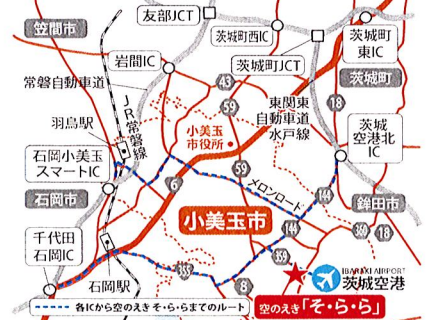 友部JCT
笠間市
茨城町西IC
茨城町
東IC
岩間IC
茨城町JCT
茨城町
常磐自動車道
43
59
18
東関東
自動車道
水戸線
JR常磐線
羽鳥駅
小美玉
市役所
茨城
空港北
IC
石岡小美玉
スマートIC
6
59
メロンロード
144
石岡市
小美玉市
鉾田市
144
360
18
千代田
石岡IC
59
石岡駅
355
8
IBARAKI AIRPORT
茨城空港
各ICから空のえき そ・ら・らまでのルート
空のえき「そ・ら・ら」